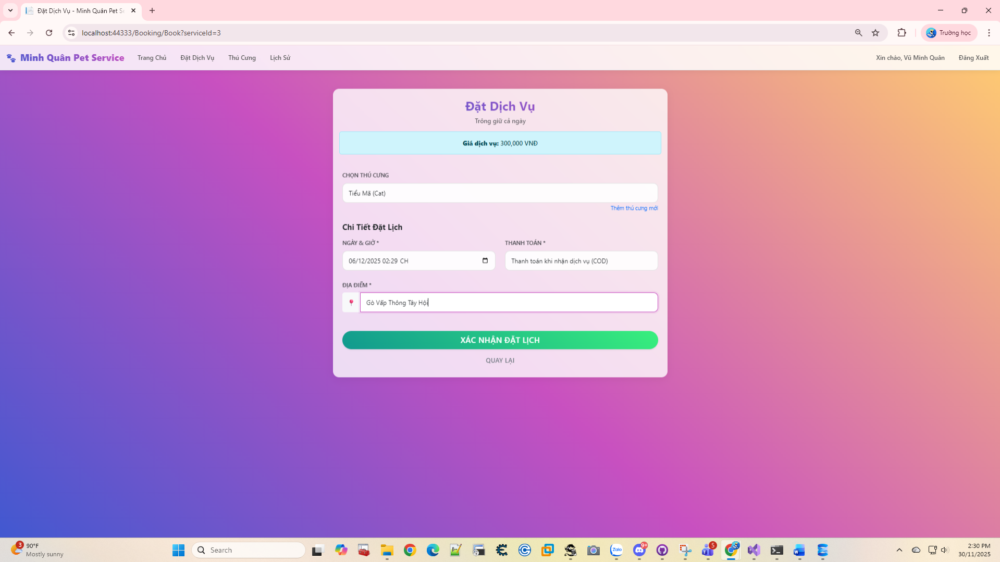 Đặt Dịch Vụ - Minh Quân Pet Se
localhost:44333/Booking/Book?serviceId=3
Trường học
Minh Quân Pet Service
Trang Chủ
Đặt Dịch Vụ
Thú Cưng
Lịch Sử
Xin chào, Vũ Minh Quân
Đăng Xuất
Đặt Dịch Vụ
Trông giữ cả ngày
Giá dịch vụ: 300,000 VNĐ
CHỌN THÚ CƯNG
Tiểu Mã (Cat)
Thêm thú cưng mới
Chi Tiết Đặt Lịch
NGÀY & GIỜ *
THANH TOÁN *
06/12/2025 02:29 CH
Thanh toán khi nhận dịch vụ (COD)
ĐỊA ĐIỂM *
Gò Vấp Thông Tây Hội
XÁC NHẬN ĐẶT LỊCH
QUAY LẠI
3
90°F
Mostly sunny
Search
Zalo
9+
5
2:30 PM
30/11/2025